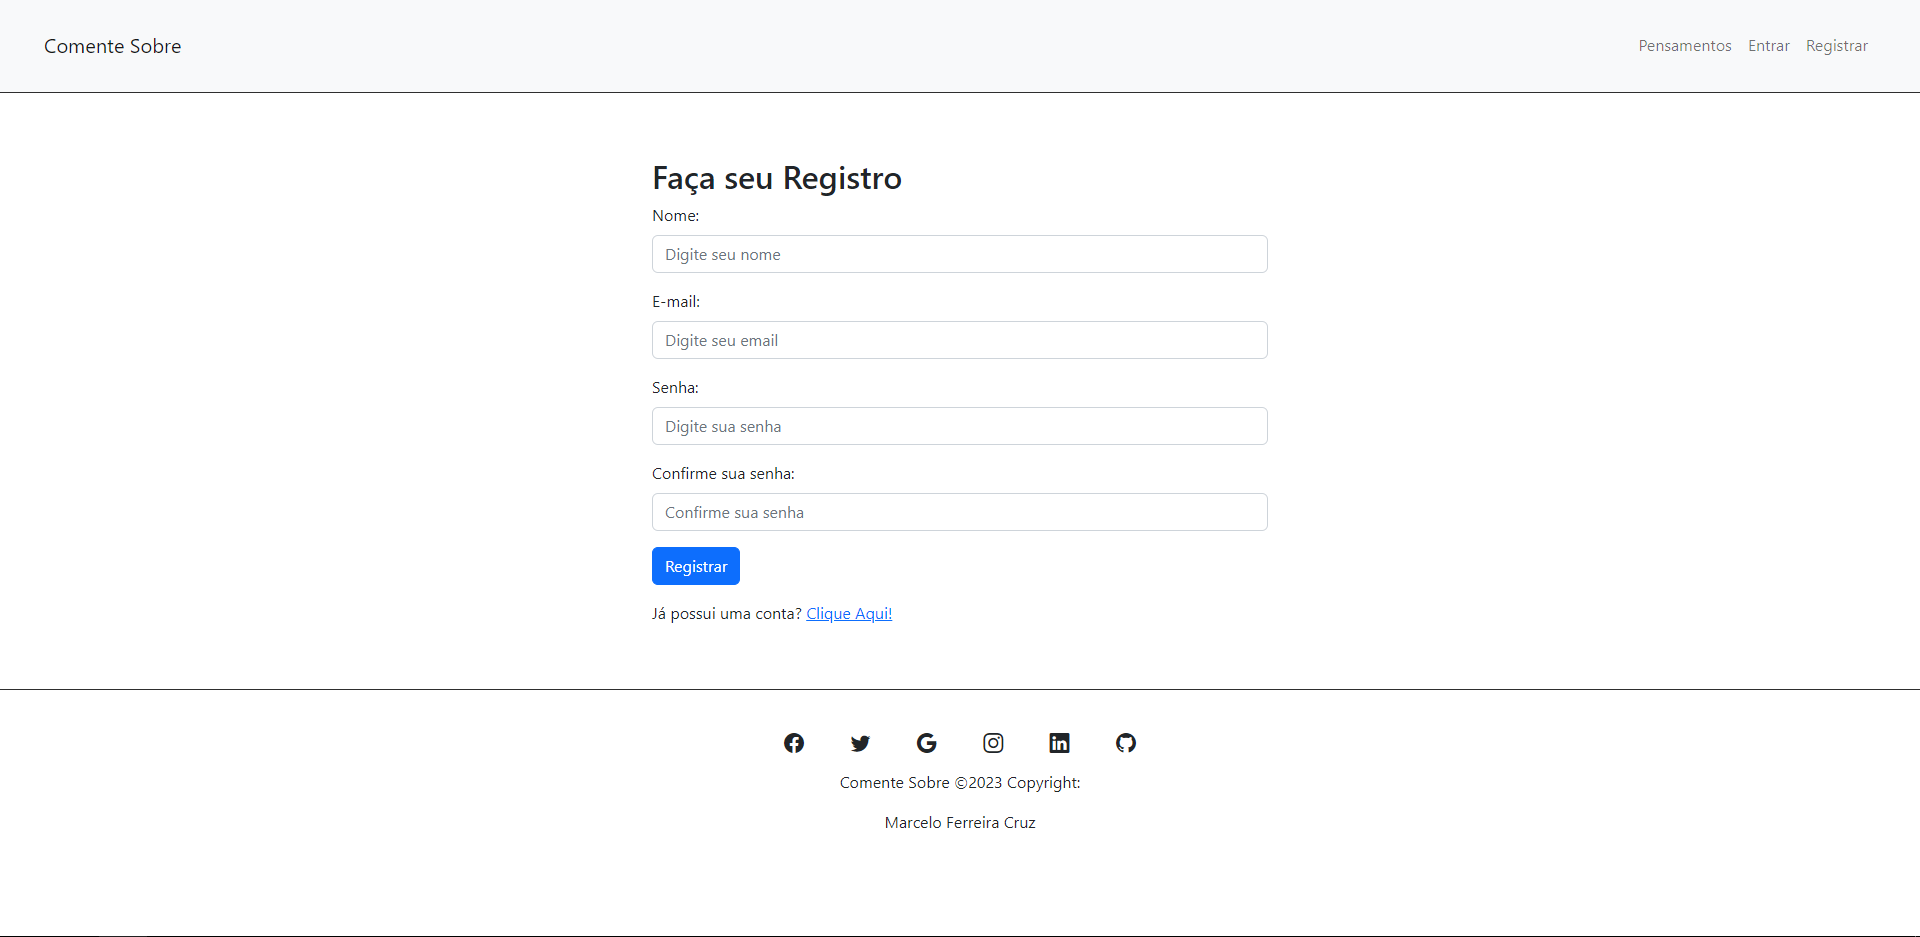 Comente Sobre
Pensamentos Entrar Registrar
Faça seu Registro
Nome:
Digite seu nome
E-mail:
Digite seu email
Senha:
Digite sua senha
Confirme sua senha:
Confirme sua senha
Registrar
Já possui uma conta? Clique Aqui!
Comente Sobre ©2023 Copyright:
Marcelo Ferreira Cruz